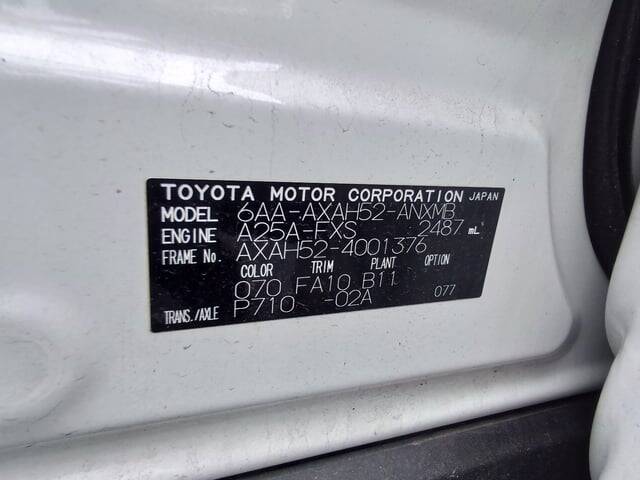 TOYOTA MOTOR CORPORATION JAPAN
MODEL 6AA-AXAH52-ANXMB
ENGINE A25A-FXS 2487 mL
FRAME No. AXAH52-4001376
COLOR TRIM PLANT OPTION
070 FA10 B11
TRANS./AXLE P710 -02A 077